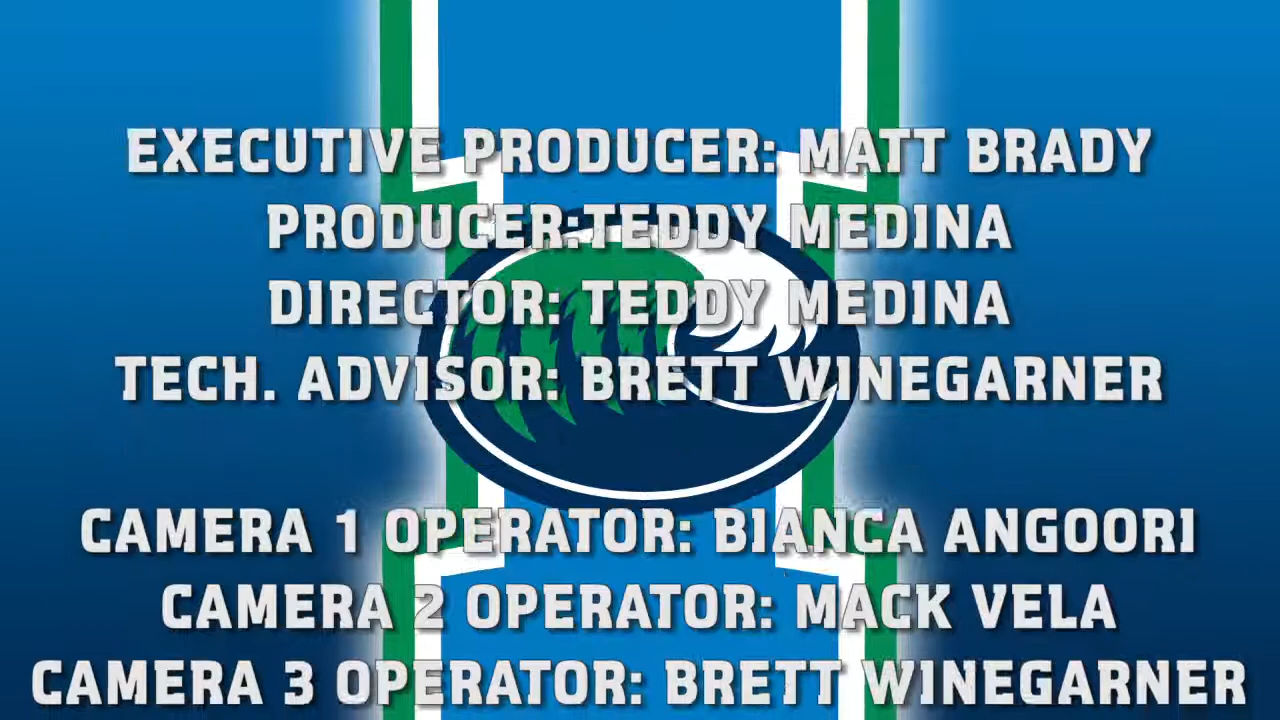 EXECUTIVE PRODUCER: MATT BRADY
PRODUCER:TEDDY MEDINA
DIRECTOR: TEDDY MEDINA
TECH. ADVISOR: BRETT WINEGARNER
CAMERA 1 OPERATOR: BIANCA ANGOORI
CAMERA 2 OPERATOR: MACK VELA
CAMERA 3 OPERATOR: BRETT WINEGARNER